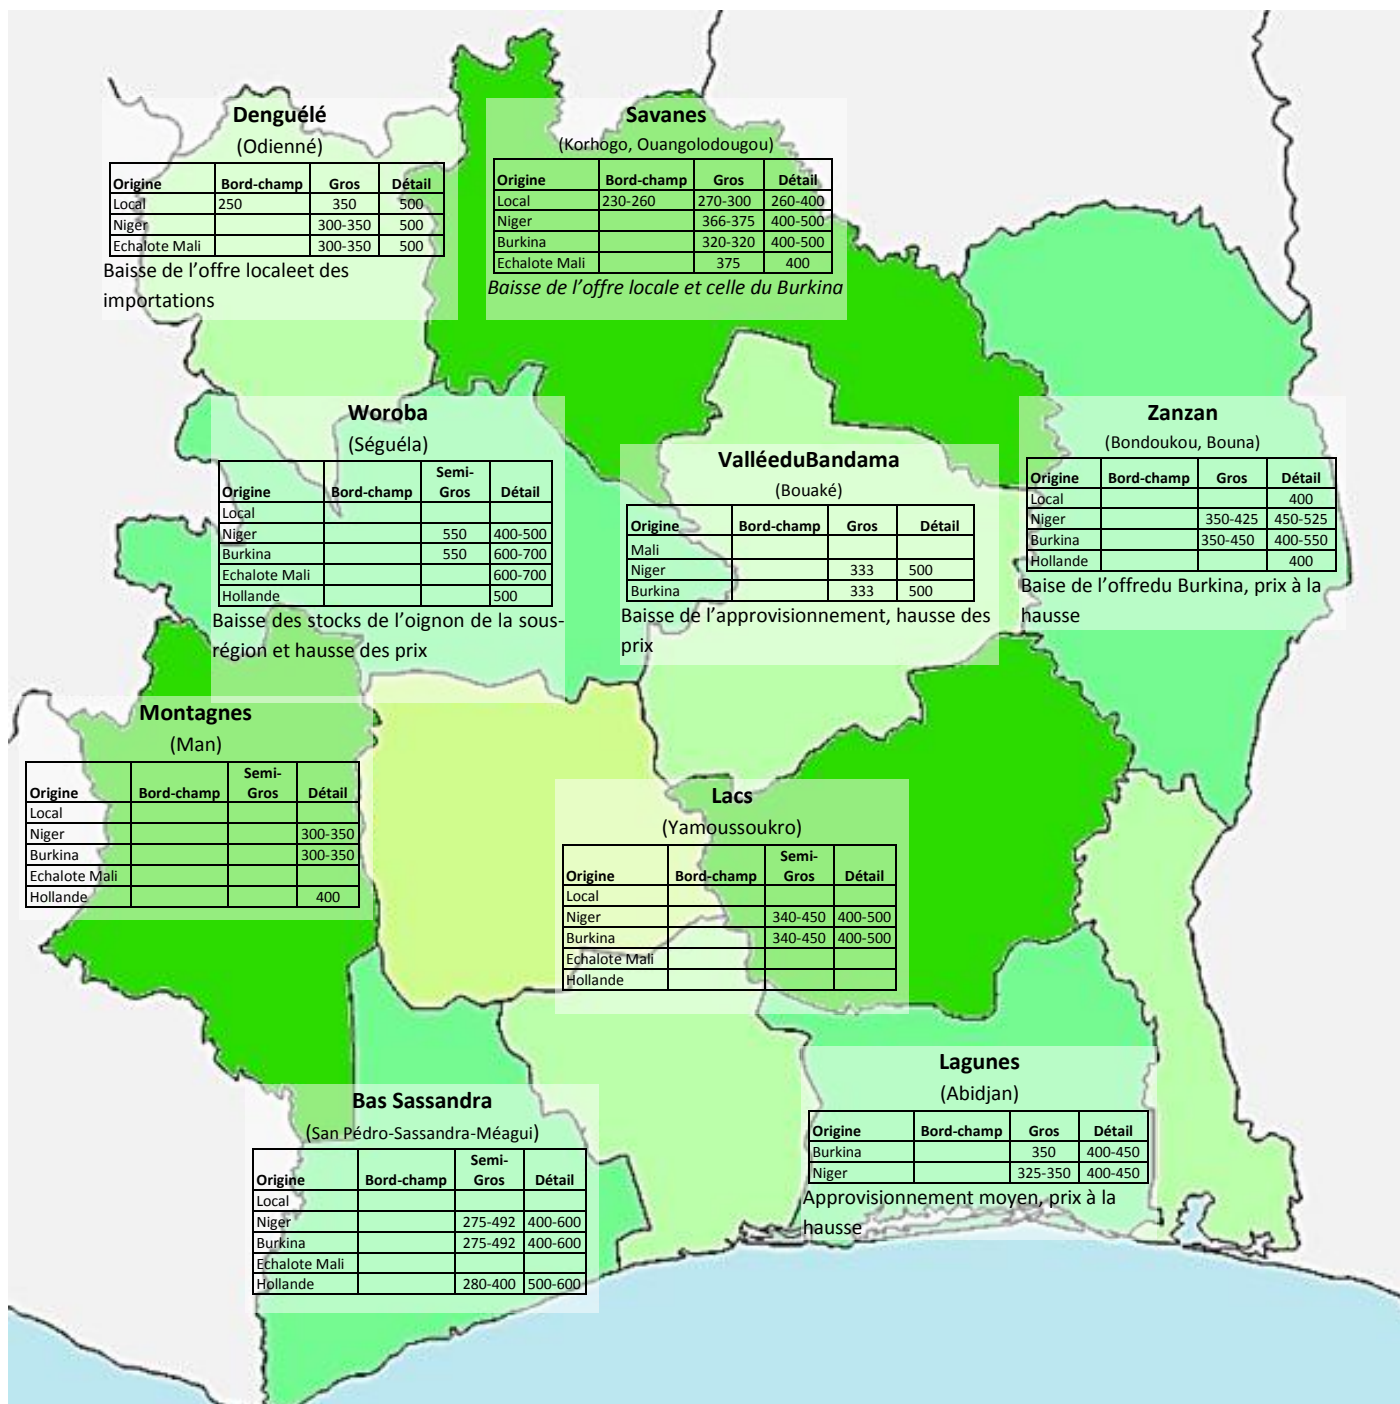 Denguélé
(Odienné)
Origine Bord-champ Gros Détail
Local 250 350 500
Niger 300-350 500
Echalote Mali 300-350 500
Baisse de l'offre localeet des
importations
Savanes
(Korhogo, Ouangolodougou)
Origine Bord-champ Gros Détail
Local 230-260 270-300 260-400
Niger 366-375 400-500
Burkina 320-320 400-500
Echalote Mali 375 400
Baisse de l'offre locale et celle du Burkina
Woroba
(Séguéla)
Semi-
Origine Bord-champ Gros Détail
Local
Niger 550 400-500
Burkina 550 600-700
Echalote Mali 600-700
Hollande 500
Baisse des stocks de l'oignon de la sous-
région et hausse des prix
ValléeduBandama
(Bouaké)
Origine Bord-champ Gros Détail
Mali
Niger 333 500
Burkina 333 500
Baisse de l'approvisionnement, hausse des
prix
Zanzan
(Bondoukou, Bouna)
Origine Bord-champ Gros Détail
Local 400
Niger 350-425 450-525
Burkina 350-450 400-550
Hollande 400
Baise de l'offredu Burkina, prix à la
hausse
Montagnes
(Man)
Semi-
Origine Bord-champ Gros Détail
Local
Niger 300-350
Burkina 300-350
Echalote Mali
Hollande 400
Lacs
(Yamoussoukro)
Semi-
Origine Bord-champ Gros Détail
Local
Niger 340-450 400-500
Burkina 340-450 400-500
Echalote Mali
Hollande
Bas Sassandra
(San Pédro-Sassandra-Méagui)
Semi-
Origine Bord-champ Gros Détail
Local
Niger 275-492 400-600
Burkina 275-492 400-600
Echalote Mali
Hollande 280-400 500-600
Lagunes
(Abidjan)
Origine Bord-champ Gros Détail
Burkina 350 400-450
Niger 325-350 400-450
Approvisionnement moyen, prix à la
hausse